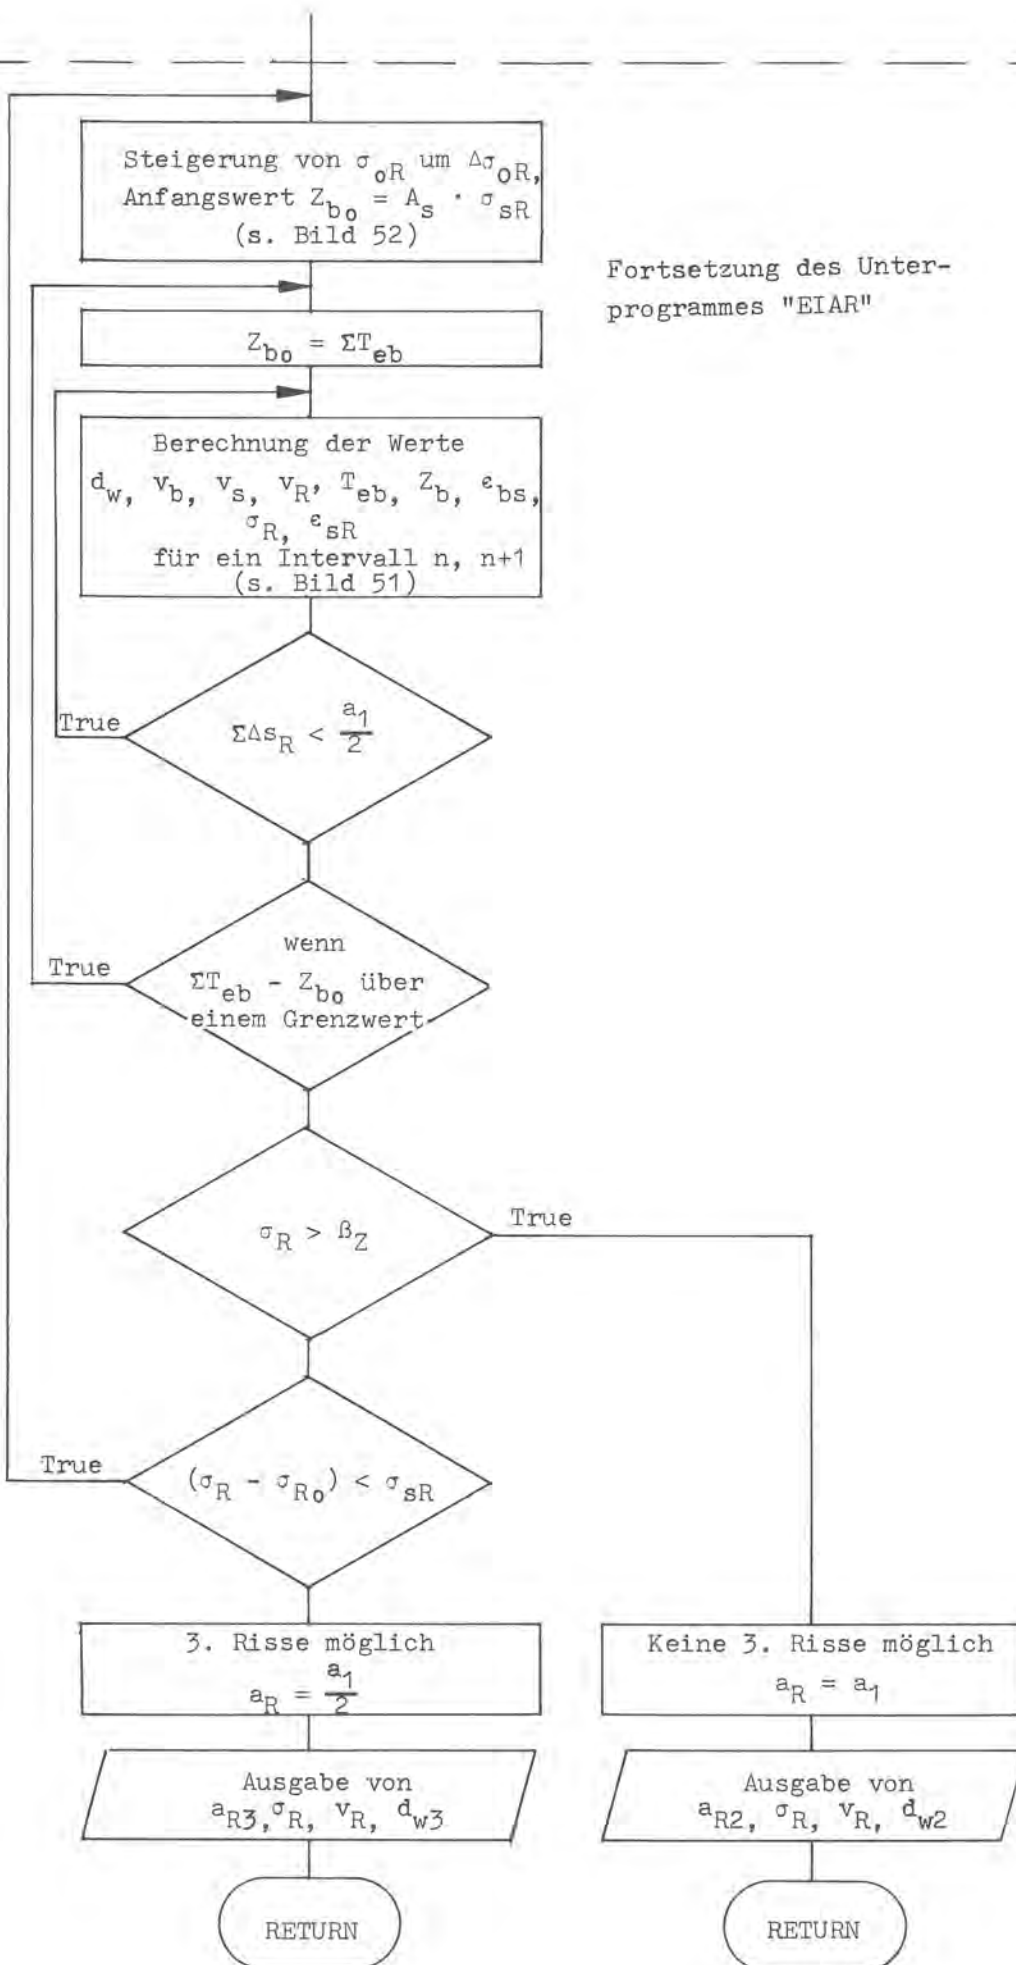 Steigerung von σ_oR um Δσ_oR,
Anfangswert Z_bo = A_s · σ_sR
(s. Bild 52)
Fortsetzung des Unter-
programmes "EIAR"
Z_bo = ΣT_eb
Berechnung der Werte
d_w, v_b, v_s, v_R, T_eb, Z_b, ε_bs,
σ_R, ε_sR
für ein Intervall n, n+1
(s. Bild 51)
True
ΣΔs_R < a_1/2
wenn
True
ΣT_eb - Z_bo über
einem Grenzwert
σ_R > β_Z
True
True
(σ_R - σ_Ro) < σ_sR
3. Risse möglich
a_R = a_1/2
Keine 3. Risse möglich
a_R = a_1
Ausgabe von
a_R3, σ_R, v_R, d_w3
Ausgabe von
a_R2, σ_R, v_R, d_w2
RETURN
RETURN